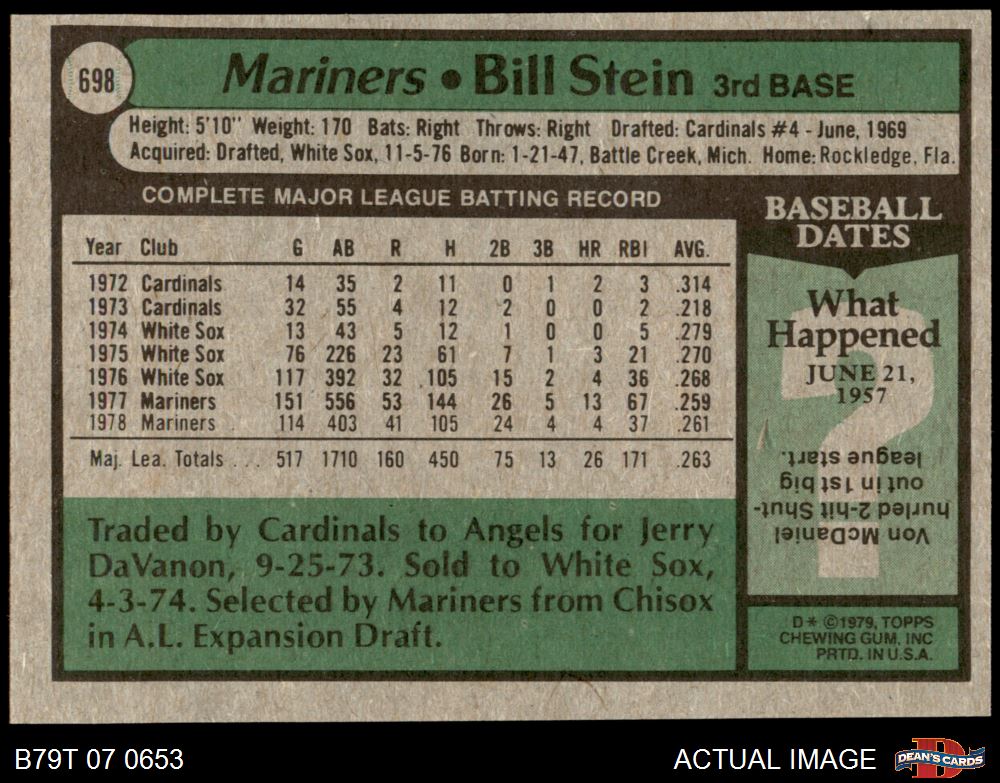 698
Mariners • Bill Stein 3rd BASE
Height: 5'10" Weight: 170 Bats: Right Throws: Right Drafted: Cardinals #4 - June, 1969
Acquired: Drafted, White Sox, 11-5-76 Born: 1-21-47, Battle Creek, Mich. Home: Rockledge, Fla.
COMPLETE MAJOR LEAGUE BATTING RECORD
Year Club G AB R H 2B 3B HR RBI AVG.
1972 Cardinals 14 35 2 11 0 1 2 3 .314
1973 Cardinals 32 55 4 12 2 0 0 2 .218
1974 White Sox 13 43 5 12 1 0 0 5 .279
1975 White Sox 76 226 23 61 7 1 3 21 .270
1976 White Sox 117 392 32 105 15 2 4 36 .268
1977 Mariners 151 556 53 144 26 5 13 67 .259
1978 Mariners 114 403 41 105 24 4 4 37 .261
Maj. Lea. Totals ... 517 1710 160 450 75 13 26 171 .263
Traded by Cardinals to Angels for Jerry
DaVanon, 9-25-73. Sold to White Sox,
4-3-74. Selected by Mariners from Chisox
in A.L. Expansion Draft.
BASEBALL
DATES
What
Happened
JUNE 21,
1957
?
Von McDaniel
hurled 2-hit Shut-
out in 1st big
league start.
D* ©1979, TOPPS
CHEWING GUM, INC
PRTD. IN U.S.A.
B79T 07 0653
ACTUAL IMAGE
D
DEAN'S CARDS